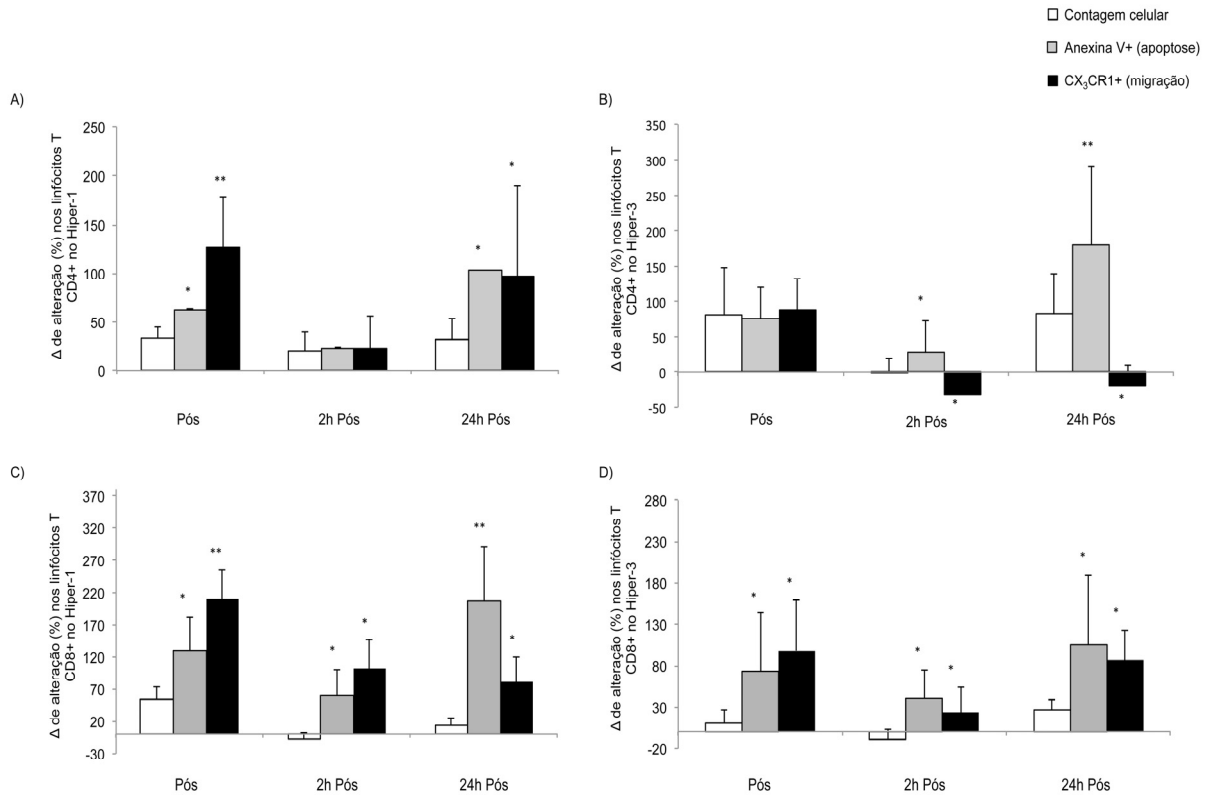 Contagem celular
Anexina V+ (apoptose)
CX₃CR1+ (migração)
A)
Δ de alteração (%) nos linfócitos T
CD4+ no Hiper-1
250
200
150
100
50
0
*
**
*
*
Pós
2h Pós
24h Pós
B)
Δ de alteração (%) nos linfócitos T
CD4+ no Hiper-3
350
300
250
200
150
100
50
0
-50
*
*
**
*
Pós
2h Pós
24h Pós
C)
Δ ce alteração (%) nos linfócitos T
CD8+ no Hiper-1
370
320
270
220
170
120
70
20
-30
*
**
*
*
**
*
Pós
2h Pós
24h Pós
D)
Δ de alteração (%) nos linfócitos T
CD8+ no Hiper-3
280
230
180
130
80
30
-20
*
*
*
*
*
*
Pós
2h Pós
24h Pós